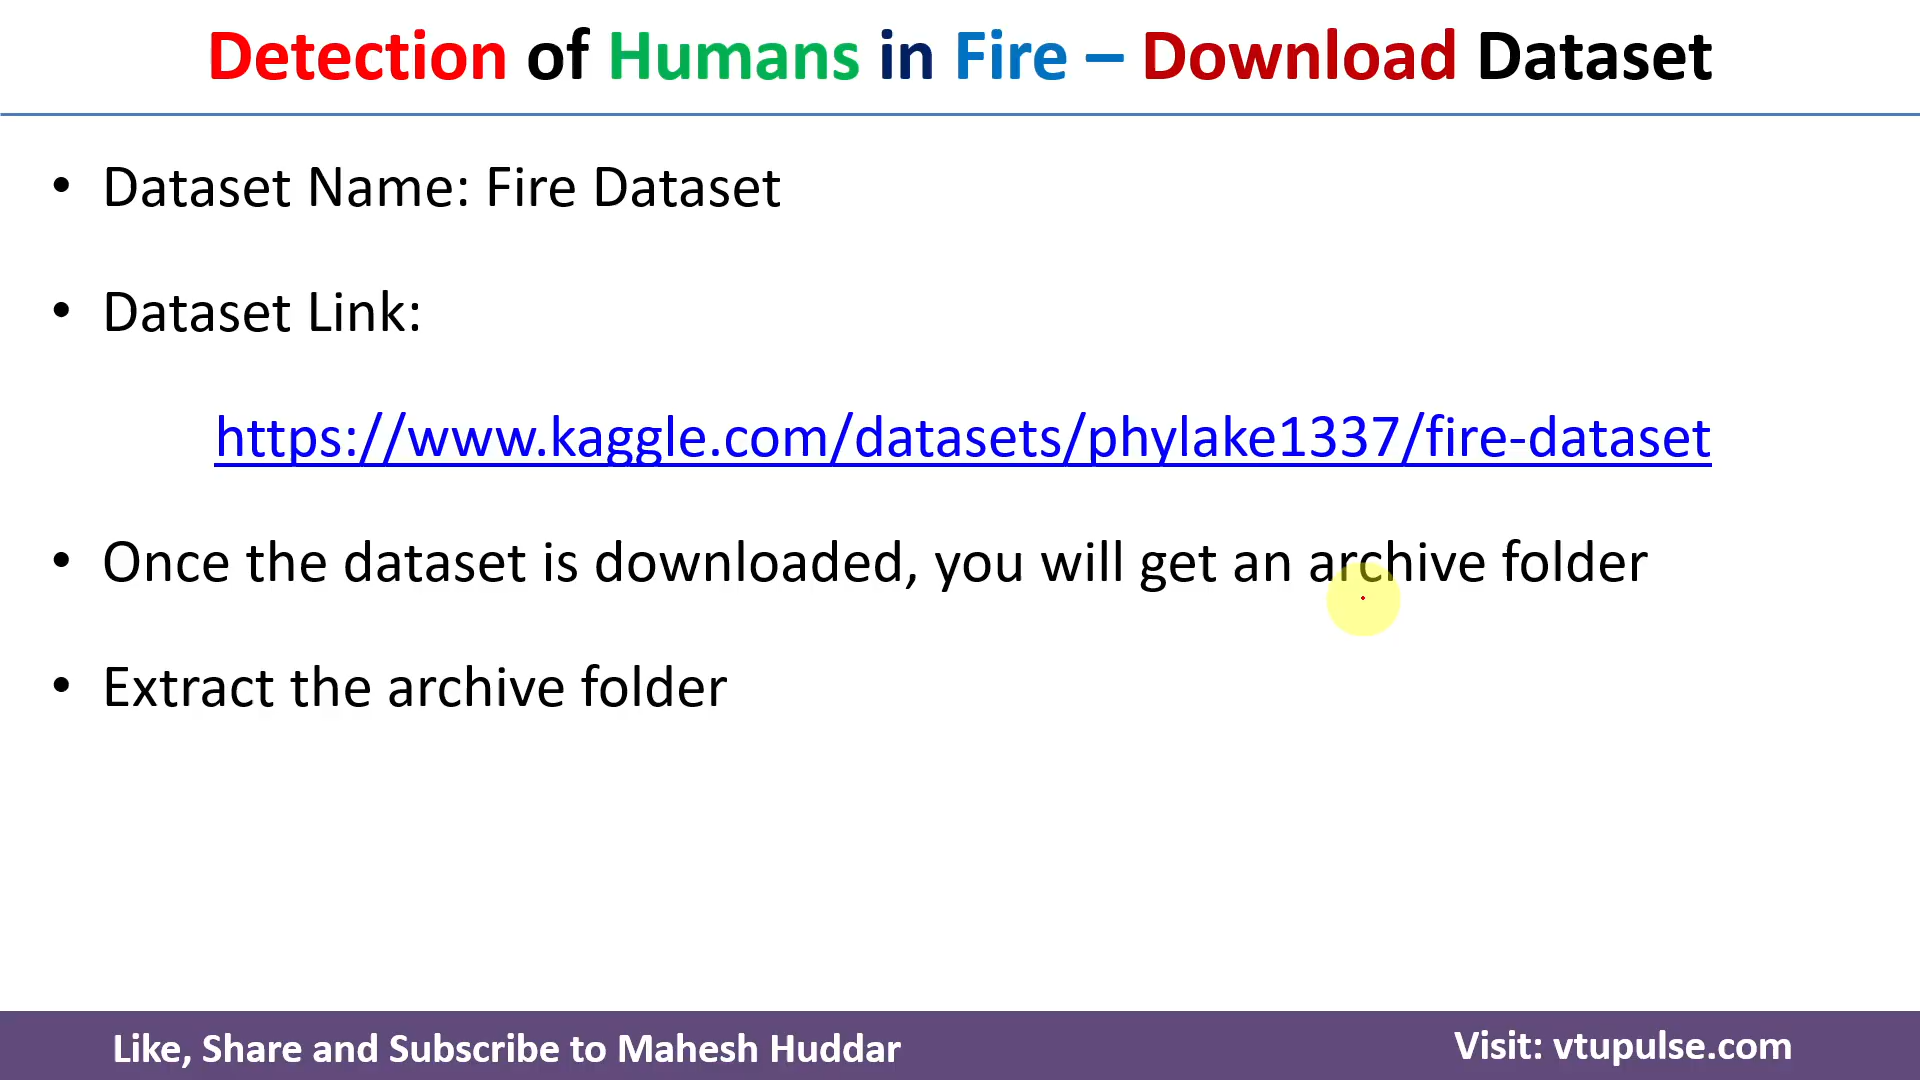 Detection of Humans in Fire – Download Dataset
• Dataset Name: Fire Dataset
• Dataset Link:
https://www.kaggle.com/datasets/phylake1337/fire-dataset
• Once the dataset is downloaded, you will get an archive folder
• Extract the archive folder
Like, Share and Subscribe to Mahesh Huddar
Visit: vtupulse.com